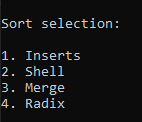 Sort selection:
1. Inserts
2. Shell
3. Merge
4. Radix